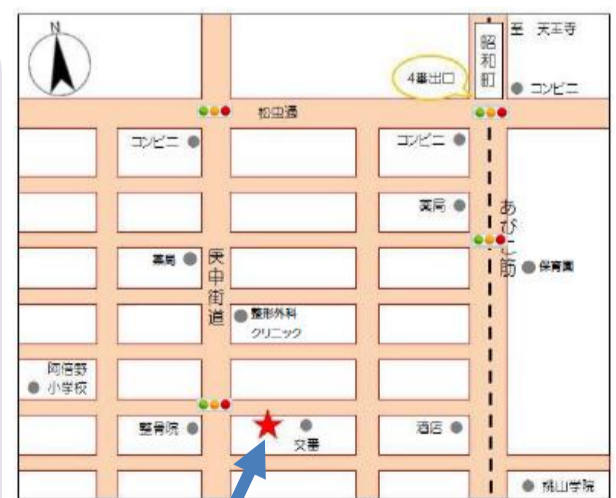 N
至 天王寺
昭和町
4番出口
コンビニ
松虫通
コンビニ
コンビニ
薬局
あびこ筋
薬局
庚申街道
保育園
整形外科
クリニック
阿倍野
小学校
整骨院
交番
酒店
桃山学院